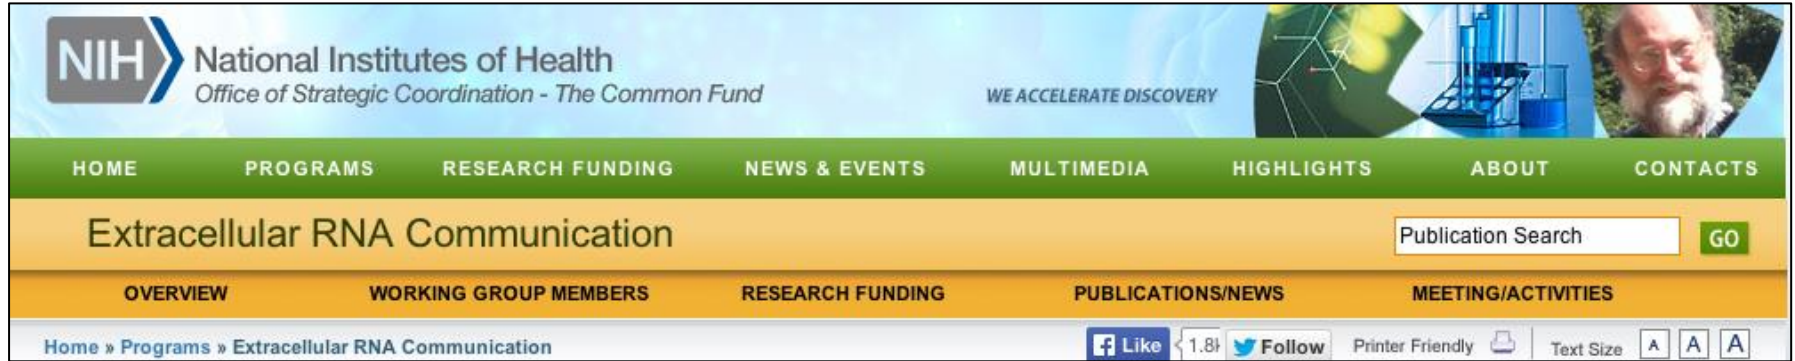 NIH National Institutes of Health
Office of Strategic Coordination - The Common Fund
WE ACCELERATE DISCOVERY
HOME PROGRAMS RESEARCH FUNDING NEWS & EVENTS MULTIMEDIA HIGHLIGHTS ABOUT CONTACTS
Extracellular RNA Communication Publication Search GO
OVERVIEW WORKING GROUP MEMBERS RESEARCH FUNDING PUBLICATIONS/NEWS MEETING/ACTIVITIES
Home » Programs » Extracellular RNA Communication Like Follow Printer Friendly Text Size A A A